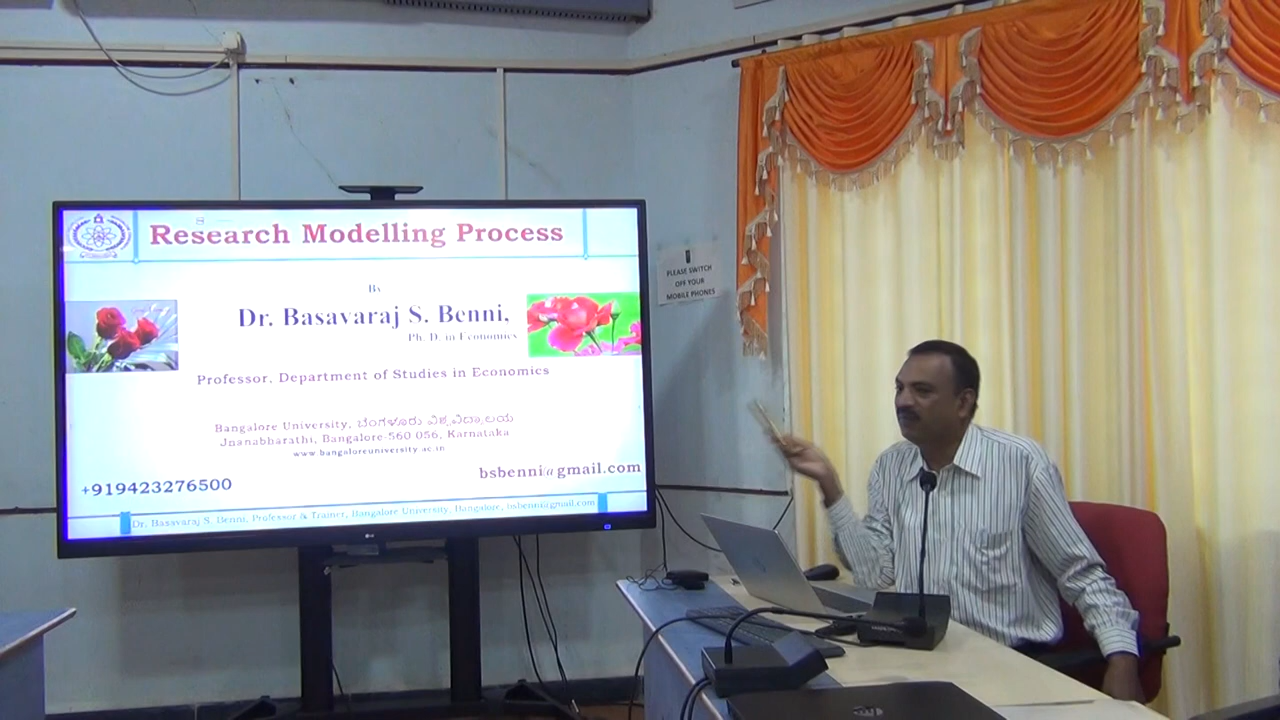 Research Modelling Process
By
Dr. Basavaraj S. Benni,
Ph. D. in Economics
Professor, Department of Studies in Economics
Bangalore University, ಬೆಂಗಳೂರು ವಿಶ್ವವಿದ್ಯಾಲಯ
Jnanabharathi, Bangalore-560 056, Karnataka
www.bangaloreuniversity.ac.in
+919423276500
bsbenni@gmail.com
Dr. Basavaraj S. Benni, Professor & Trainer, Bangalore University, Bangalore, bsbenni@gmail.com
LG
PLEASE SWITCH
OFF YOUR
MOBILE PHONES